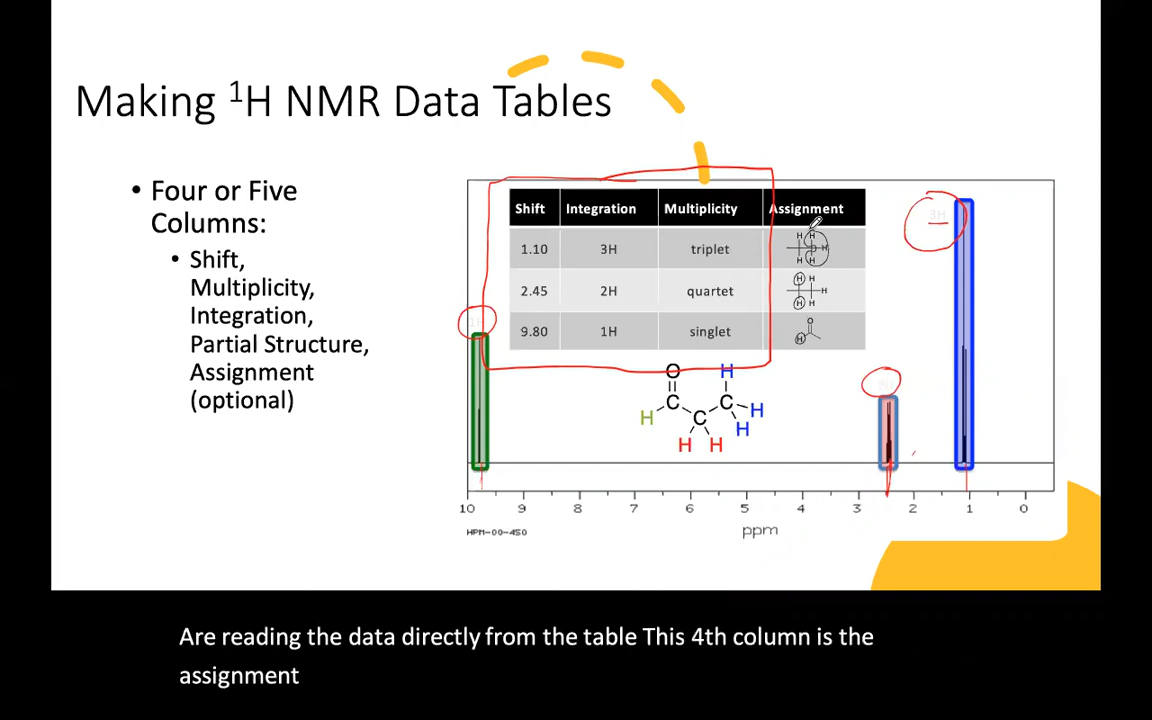 Making ¹H NMR Data Tables
• Four or Five
Columns:
• Shift,
Multiplicity,
Integration,
Partial Structure,
Assignment
(optional)
Shift Integration Multiplicity Assignment
1.10 3H triplet
H H
H
H H
2.45 2H quartet
H H
H
H H
9.80 1H singlet
O
H
3H
O
H
C
C
C
H
H
H
H
H
10 9 8 7 6 5 4 3 2 1 0
HPM-00-450
ppm
Are reading the data directly from the table This 4th column is the
assignment